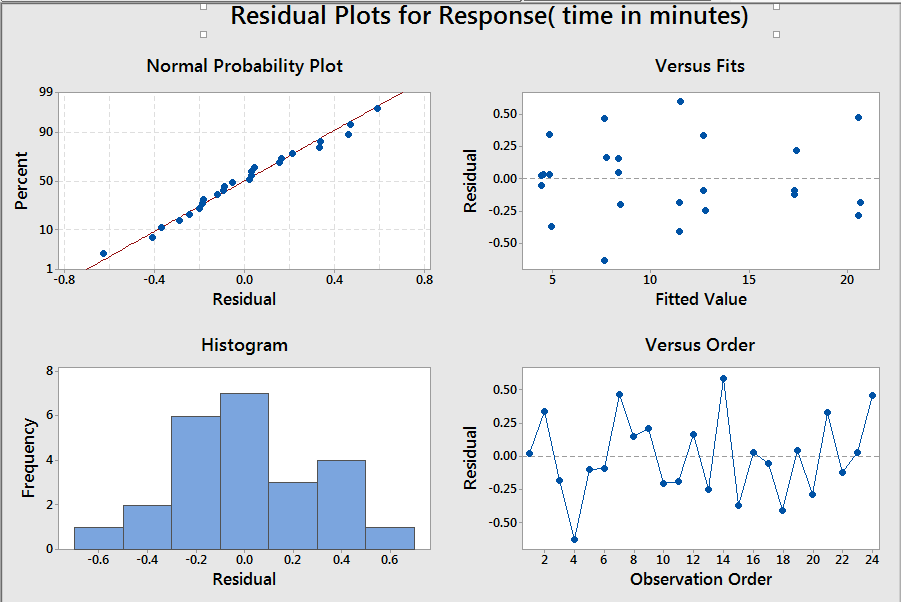 Residual Plots for Response( time in minutes)
Normal Probability Plot
99
90
50
10
1
Percent
-0.8 -0.4 0.0 0.4 0.8
Residual
Versus Fits
0.50
0.25
0.00
-0.25
-0.50
Residual
5 10 15 20
Fitted Value
Histogram
8
6
4
2
0
Frequency
-0.6 -0.4 -0.2 0.0 0.2 0.4 0.6
Residual
Versus Order
0.50
0.25
0.00
-0.25
-0.50
Residual
2 4 6 8 10 12 14 16 18 20 22 24
Observation Order